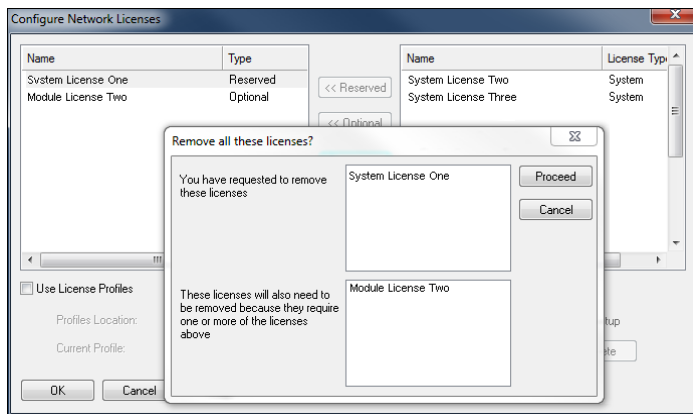 Configure Network Licenses
Name Type
System License One Reserved
Module License Two Optional
<< Reserved
<< Optional
Name License Typ
System License Two System
System License Three System
Remove all these licenses?
You have requested to remove
these licenses
System License One
Proceed
Cancel
These licenses will also need to
be removed because they require
one or more of the licenses
above
Module License Two
Use License Profiles
Profiles Location:
Current Profile:
tup
ete
OK Cancel